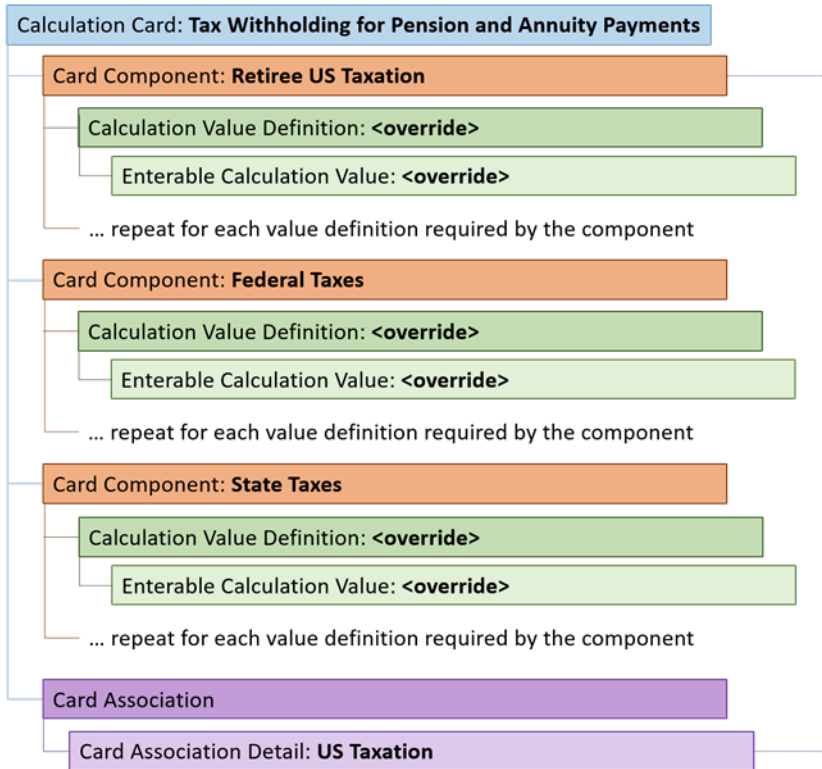 Calculation Card: Tax Withholding for Pension and Annuity Payments
Card Component: Retiree US Taxation
Calculation Value Definition: <override>
Enterable Calculation Value: <override>
... repeat for each value definition required by the component
Card Component: Federal Taxes
Calculation Value Definition: <override>
Enterable Calculation Value: <override>
... repeat for each value definition required by the component
Card Component: State Taxes
Calculation Value Definition: <override>
Enterable Calculation Value: <override>
... repeat for each value definition required by the component
Card Association
Card Association Detail: US Taxation